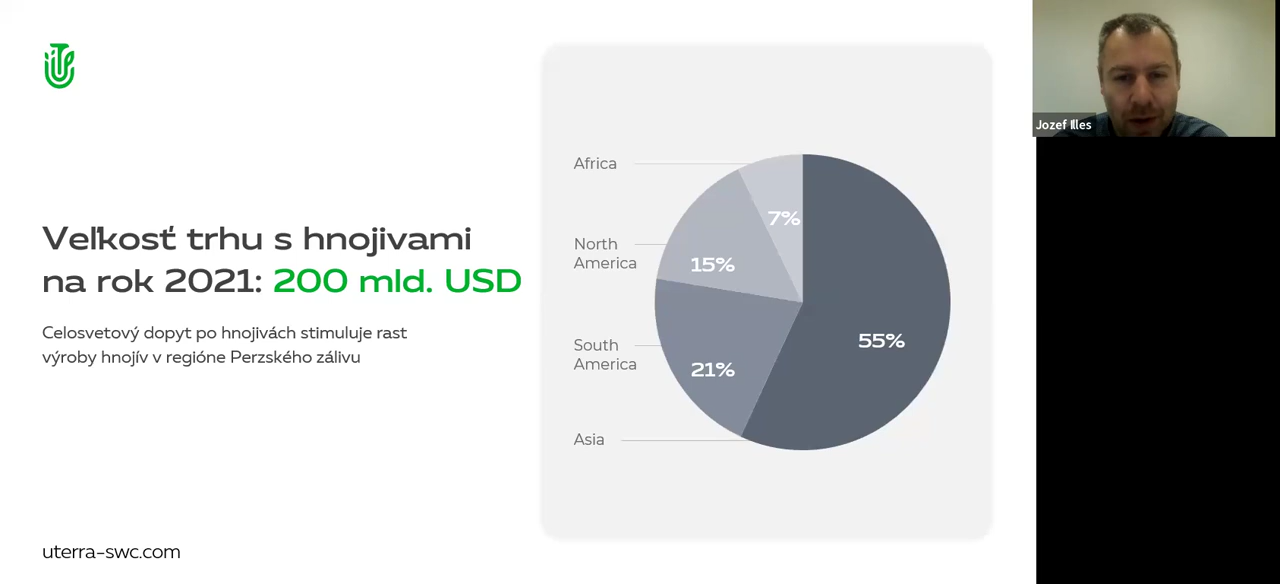 Veľkosť trhu s hnojivami
na rok 2021: 200 mld. USD
Celosvetový dopyt po hnojivách stimuluje rast
výroby hnojív v regióne Perzského zálivu
uterra-swc.com
Africa
7%
North
America
15%
55%
South
America
21%
Asia
Jozef Illes